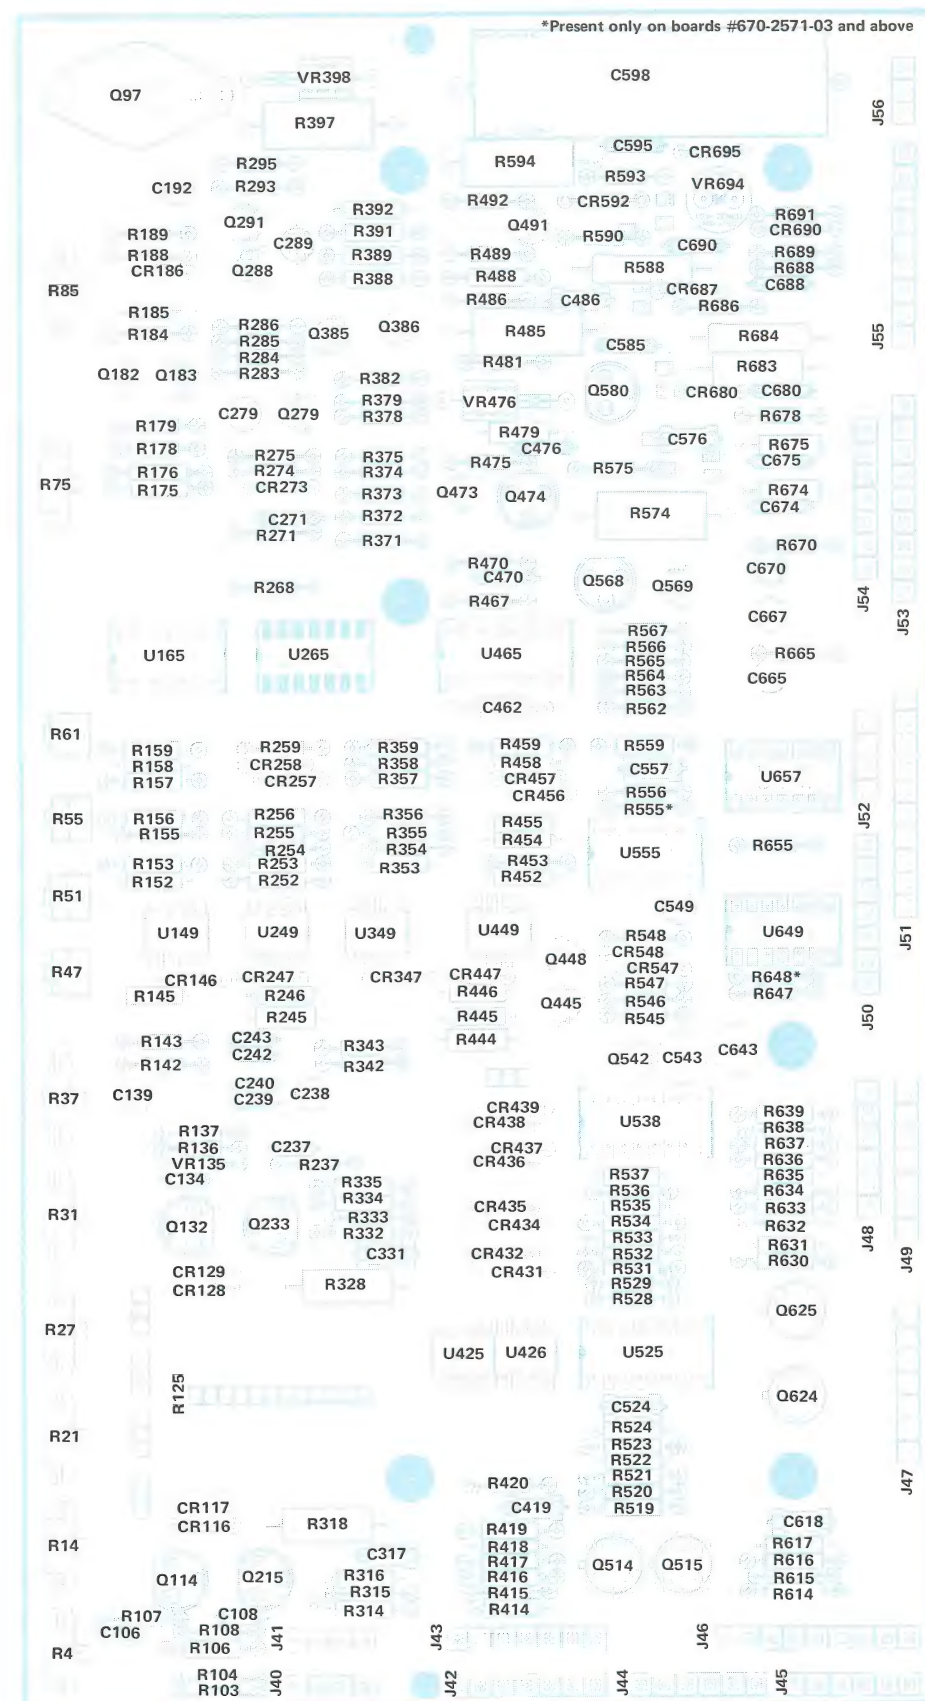 *Present only on boards #670-2571-03 and above
Q97
VR398
C598
R397
J56
C595
CR695
R295
R594
R593
VR694
C192
R293
R492
CR592
R392
R691
Q291
Q491
R391
CR690
R189
C289
R590
C690
R188
R389
R489
R689
CR186
Q288
R588
R688
R388
R488
C688
R85
CR687
R486
C486
R686
R185
R286
Q385
Q386
R485
R684
J55
R184
R285
C585
R284
R481
R683
Q182
Q183
R283
R382
Q580
CR680
C680
R379
VR476
C279
Q279
R378
R678
R179
R479
C576
R178
R275
R375
C476
R675
R176
R274
R374
R475
R575
C675
R75
R175
CR273
R373
Q473
Q474
R674
C271
R372
R574
C674
R271
R371
R670
R470
C470
Q568
Q569
C670
R268
R467
J54
J53
C667
R567
U165
U265
U465
R566
R665
R565
R564
C665
R563
C462
R562
R61
R159
R259
R359
R459
R559
R158
CR258
R358
R458
C557
U657
R157
CR257
R357
CR457
CR456
R556
J52
R555*
R55
R156
R256
R356
R455
R155
R255
R355
R454
R254
R354
U555
R655
R153
R253
R353
R453
R152
R252
R452
R51
C549
U149
U249
U349
U449
R548
U649
J51
CR548
Q448
R47
CR146
CR247
CR347
CR447
CR547
R648*
R145
R246
R446
R547
R647
Q445
R546
R245
R445
R545
J50
R143
C243
R343
R444
C242
Q542
C543
C643
R142
R342
C240
R37
C139
C239
C238
CR439
R639
CR438
U538
R638
R137
R637
R136
C237
CR437
R636
VR135
R237
CR436
C134
R335
R537
R635
R334
R536
R634
R31
CR435
R535
R633
Q132
Q233
R333
CR434
R534
R632
R332
R533
J48
J49
C331
CR432
R532
R631
CR129
CR431
R531
R630
CR128
R328
R529
R528
Q625
R27
U425
U426
U525
R125
Q624
C524
R21
R524
R523
R522
R521
J47
R420
R520
CR117
C419
R519
CR116
R318
R419
C618
R14
R418
R617
C317
R417
R616
Q114
Q215
R316
R416
Q514
Q515
R615
R315
R415
R614
R314
R414
R107
C108
C106
R108
J41
J43
J46
R4
R106
R104
J40
J42
J44
J45
R103